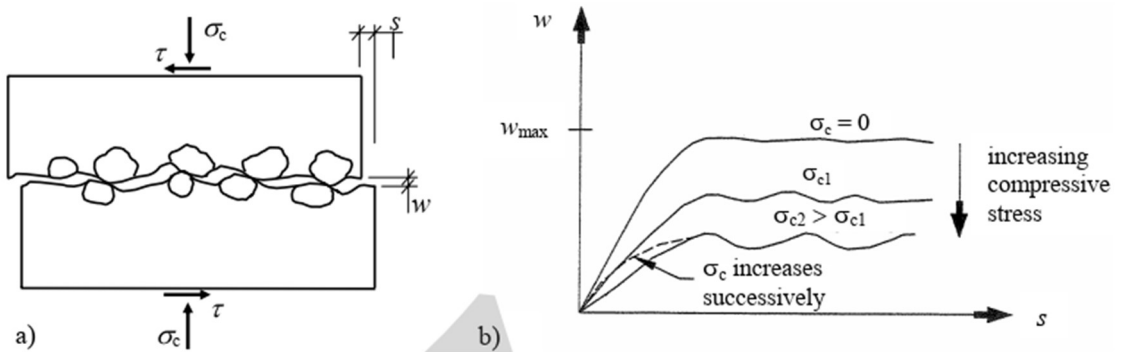 σc
s
τ
w
τ
σc
a)
w
wmax
σc = 0
σc1
σc2 > σc1
σc increases
successively
increasing
compressive
stress
s
b)